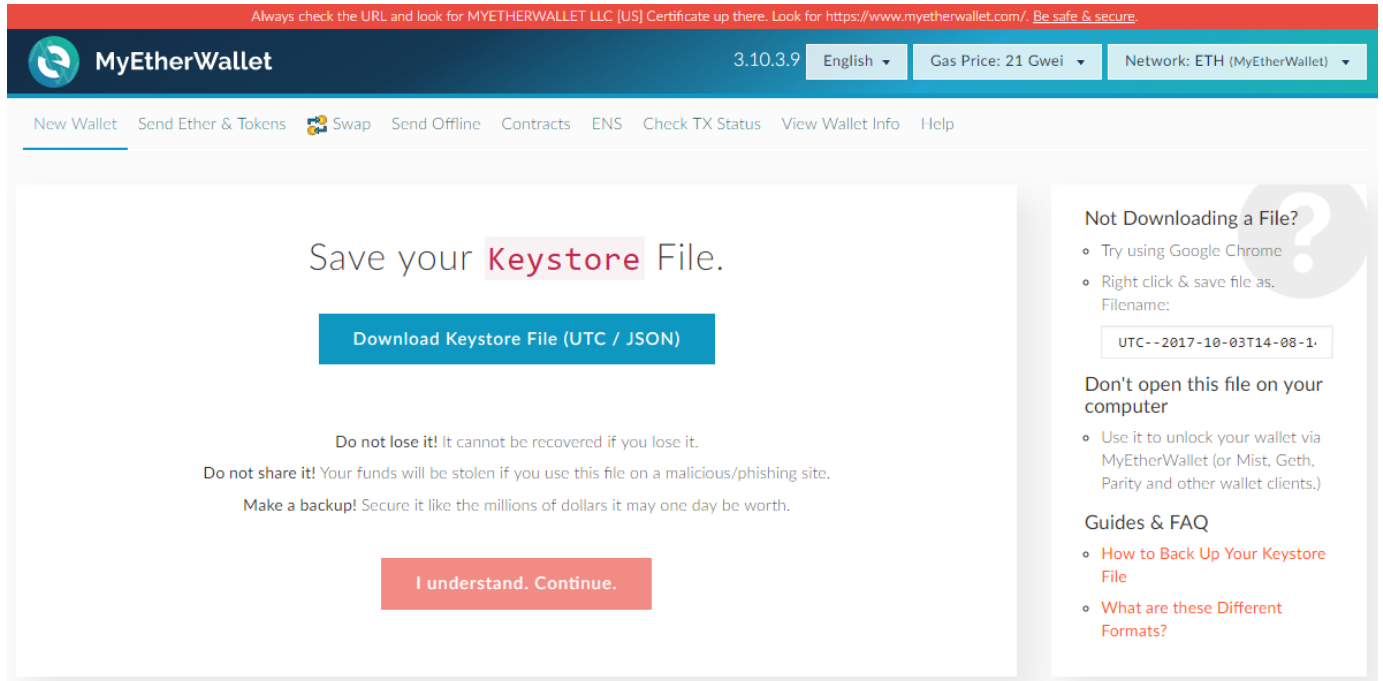 Always check the URL and look for MYETHERWALLET LLC [US] Certificate up there. Look for https://www.myetherwallet.com/. Be safe & secure.
MyEtherWallet
3.10.3.9 English Gas Price: 21 Gwei Network: ETH (MyEtherWallet)
New Wallet Send Ether & Tokens Swap Send Offline Contracts ENS Check TX Status View Wallet Info Help
Save your Keystore File.
Download Keystore File (UTC / JSON)
Do not lose it! It cannot be recovered if you lose it.
Do not share it! Your funds will be stolen if you use this file on a malicious/phishing site.
Make a backup! Secure it like the millions of dollars it may one day be worth.
I understand. Continue.
Not Downloading a File?
Try using Google Chrome
Right click & save file as.
Filename:
UTC--2017-10-03T14-08-1
Don't open this file on your
computer
Use it to unlock your wallet via
MyEtherWallet (or Mist, Geth,
Parity and other wallet clients.)
Guides & FAQ
How to Back Up Your Keystore
File
What are these Different
Formats?